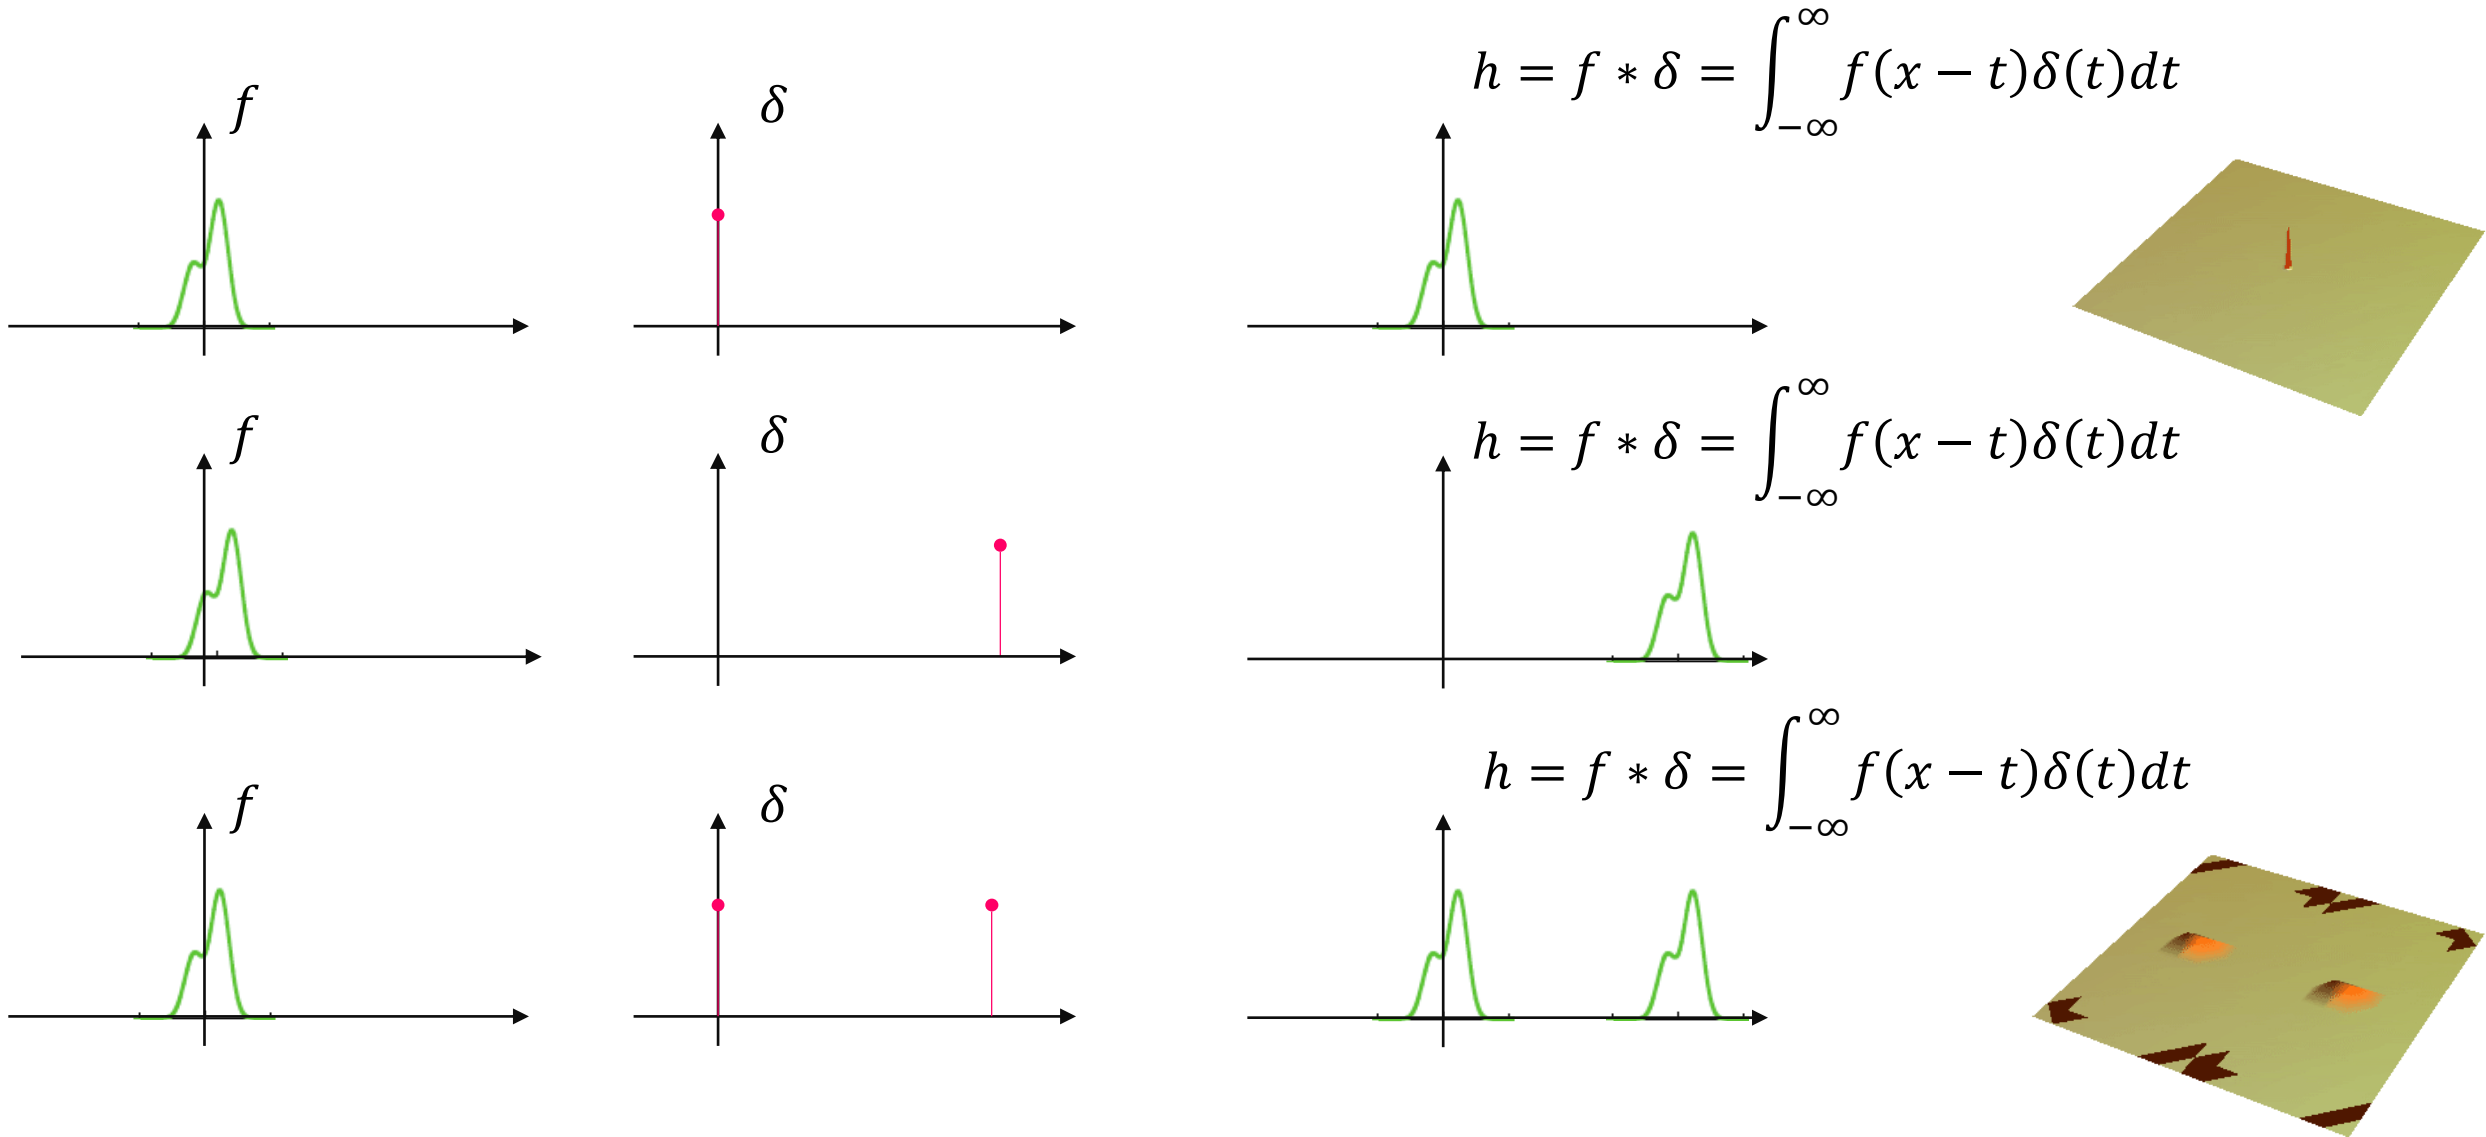 h = f ∗ δ = ∫_{−∞}^{∞} f(x − t)δ(t)dt
f
δ
h = f ∗ δ = ∫_{−∞}^{∞} f(x − t)δ(t)dt
f
δ
h = f ∗ δ = ∫_{−∞}^{∞} f(x − t)δ(t)dt
f
δ